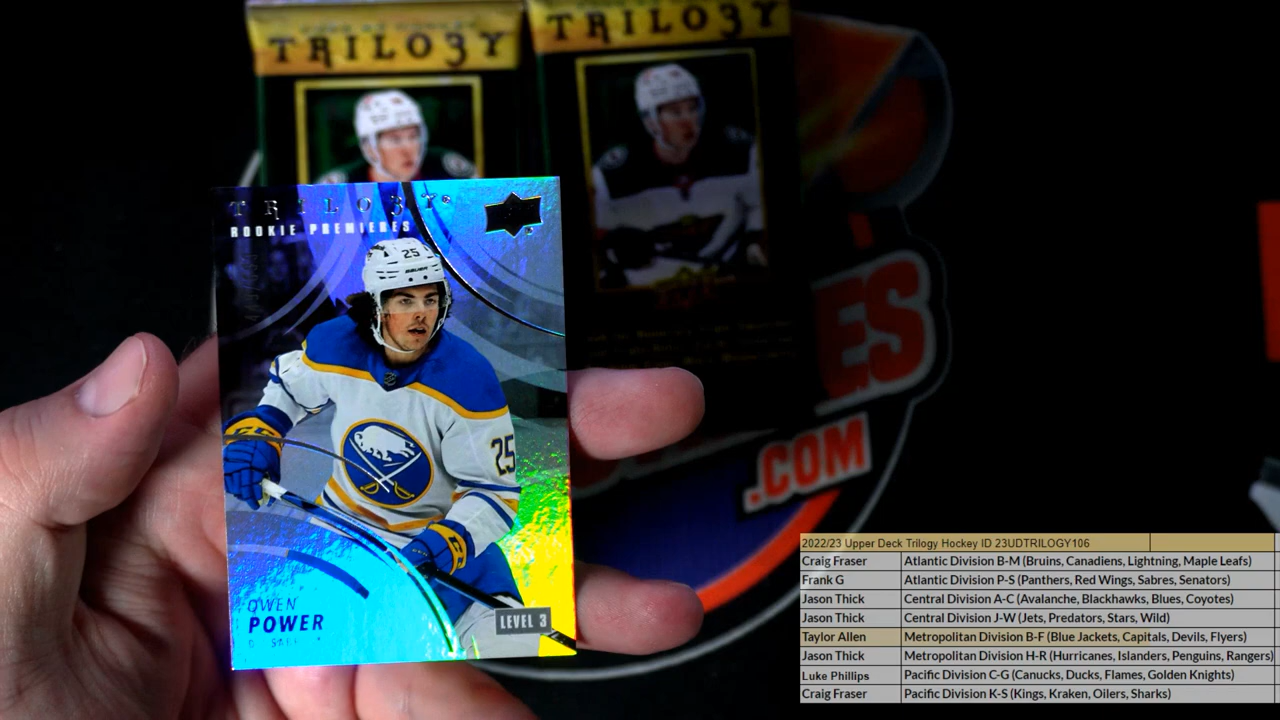 TRILO3Y
TRILO3Y
TRILO3Y
ROOKIE PREMIERES
25
BAUER
25
OWEN
POWER
LEVEL 3
ES
.COM
2022/23 Upper Deck Trilogy Hockey ID 23UDTRILOGY106
Craig Fraser Atlantic Division B-M (Bruins, Canadiens, Lightning, Maple Leafs)
Frank G Atlantic Division P-S (Panthers, Red Wings, Sabres, Senators)
Jason Thick Central Division A-C (Avalanche, Blackhawks, Blues, Coyotes)
Jason Thick Central Division J-W (Jets, Predators, Stars, Wild)
Taylor Allen Metropolitan Division B-F (Blue Jackets, Capitals, Devils, Flyers)
Jason Thick Metropolitan Division H-R (Hurricanes, Islanders, Penguins, Rangers)
Luke Phillips Pacific Division C-G (Canucks, Ducks, Flames, Golden Knights)
Craig Fraser Pacific Division K-S (Kings, Kraken, Oilers, Sharks)